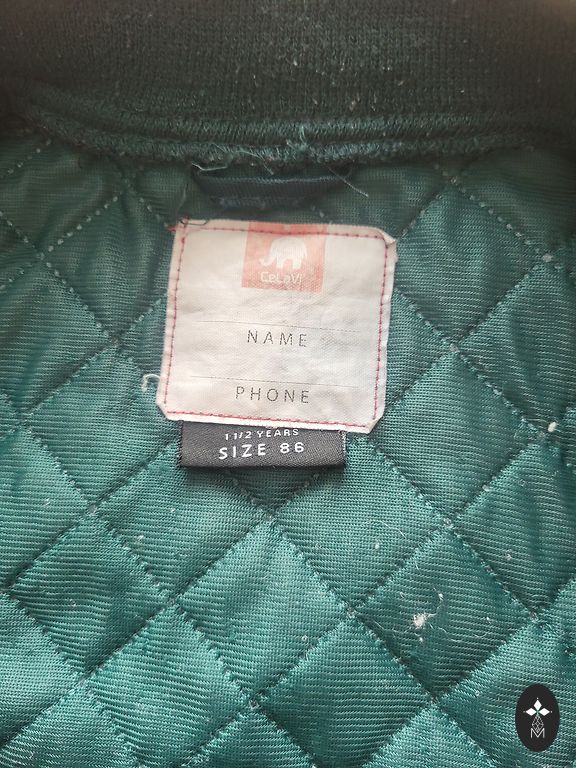 CeLaVi
NAME
PHONE
1 1/2 YEARS
SIZE 86
M